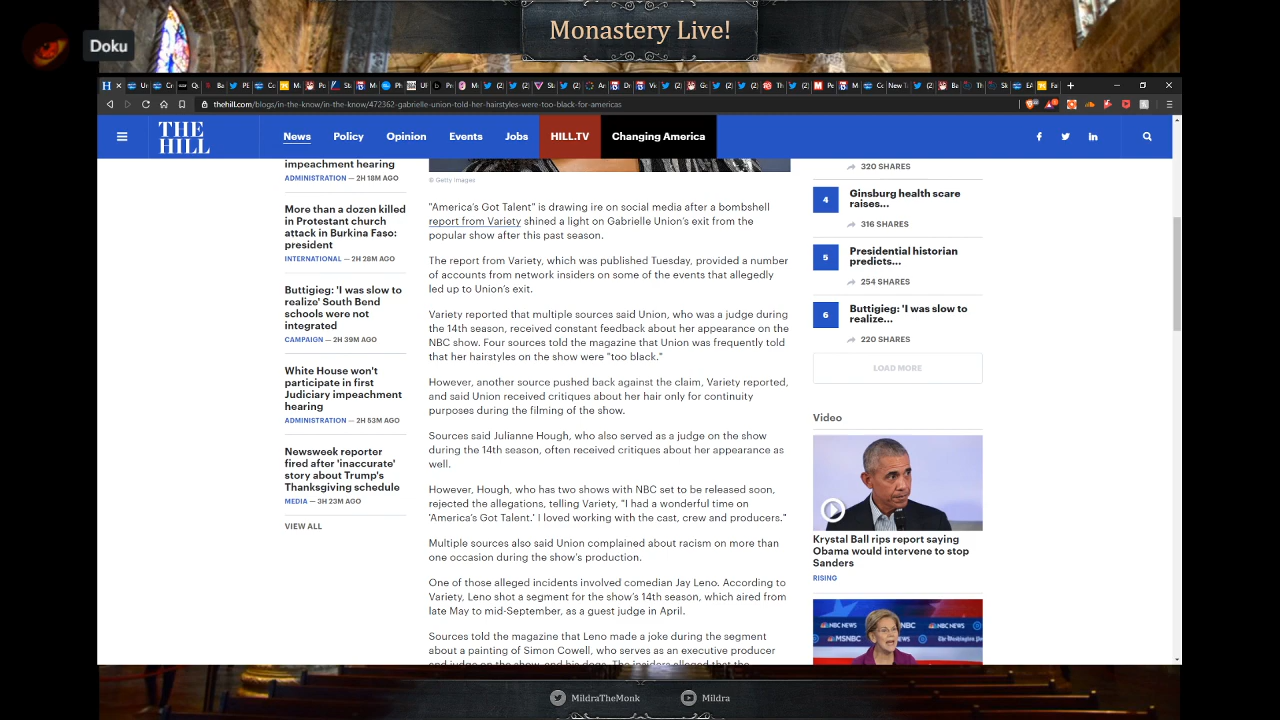 Monastery Live!
Doku
thehill.com/blogs/in-the-know/in-the-know/472362-gabrielle-union-told-her-hairstyles-were-too-black-for-americas
THE
HILL
News
Policy
Opinion
Events
Jobs
HILL.TV
Changing America
impeachment hearing
ADMINISTRATION — 2H 18M AGO
More than a dozen killed
in Protestant church
attack in Burkina Faso:
president
INTERNATIONAL — 2H 28M AGO
Buttigieg: 'I was slow to
realize' South Bend
schools were not
integrated
CAMPAIGN — 2H 39M AGO
White House won't
participate in first
Judiciary impeachment
hearing
ADMINISTRATION — 2H 53M AGO
Newsweek reporter
fired after 'inaccurate'
story about Trump's
Thanksgiving schedule
MEDIA — 3H 23M AGO
VIEW ALL
© Getty Images
"America's Got Talent" is drawing ire on social media after a bombshell
report from Variety shined a light on Gabrielle Union's exit from the
popular show after this past season.
The report from Variety, which was published Tuesday, provided a number
of accounts from network insiders on some of the events that allegedly
led up to Union's exit.
Variety reported that multiple sources said Union, who was a judge during
the 14th season, received constant feedback about her appearance on the
NBC show. Four sources told the magazine that Union was frequently told
that her hairstyles on the show were "too black."
However, another source pushed back against the claim, Variety reported,
and said Union received critiques about her hair only for continuity
purposes during the filming of the show.
Sources said Julianne Hough, who also served as a judge on the show
during the 14th season, often received critiques about her appearance as
well.
However, Hough, who has two shows with NBC set to be released soon,
rejected the allegations, telling Variety, "I had a wonderful time on
'America's Got Talent.' I loved working with the cast, crew and producers."
Multiple sources also said Union complained about racism on more than
one occasion during the show's production.
One of those alleged incidents involved comedian Jay Leno. According to
Variety, Leno shot a segment for the show's 14th season, which aired from
late May to mid-September, as a guest judge in April.
Sources told the magazine that Leno made a joke during the segment
about a painting of Simon Cowell, who serves as an executive producer
and judge on the show, and his dogs. The insiders alleged that the
320 SHARES
4
Ginsburg health scare
raises...
316 SHARES
5
Presidential historian
predicts...
254 SHARES
6
Buttigieg: 'I was slow to
realize...
220 SHARES
LOAD MORE
Video
Krystal Ball rips report saying
Obama would intervene to stop
Sanders
RISING
NBC NEWS
MSNBC
MildraTheMonk
Mildra